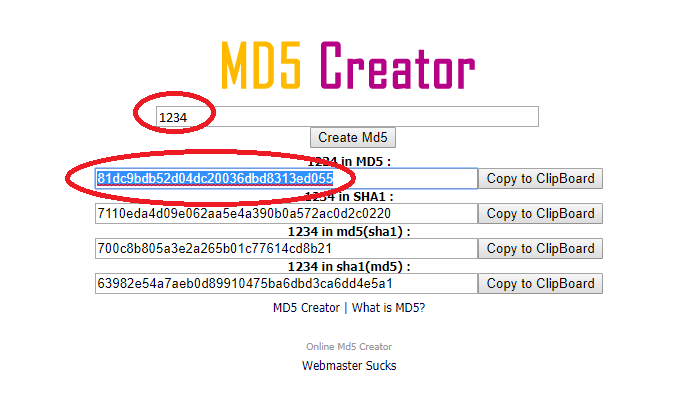 MD5 Creator
1234
Create Md5
1234 in MD5 :
81dc9bdb52d04dc20036dbd8313ed055 Copy to ClipBoard
1234 in SHA1 :
7110eda4d09e062aa5e4a390b0a572ac0d2c0220 Copy to ClipBoard
1234 in md5(sha1) :
700c8b805a3e2a265b01c77614cd8b21 Copy to ClipBoard
1234 in sha1(md5) :
63982e54a7aeb0d89910475ba6dbd3ca6dd4e5a1 Copy to ClipBoard
MD5 Creator | What is MD5?
Online Md5 Creator
Webmaster Sucks